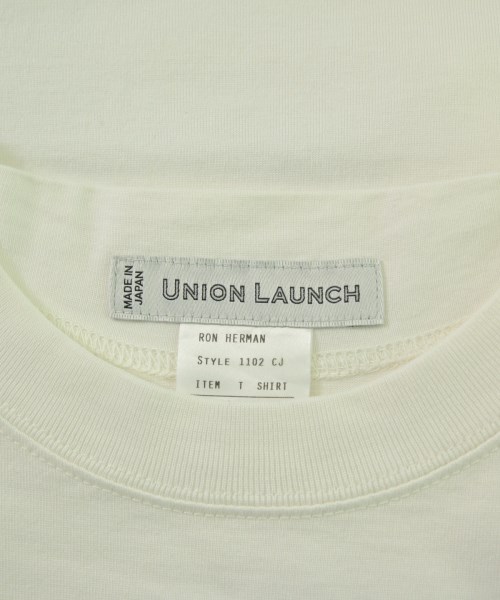 MADE IN
JAPAN
UNION LAUNCH
RON HERMAN
STYLE 1102 CJ
ITEM T SHIRT